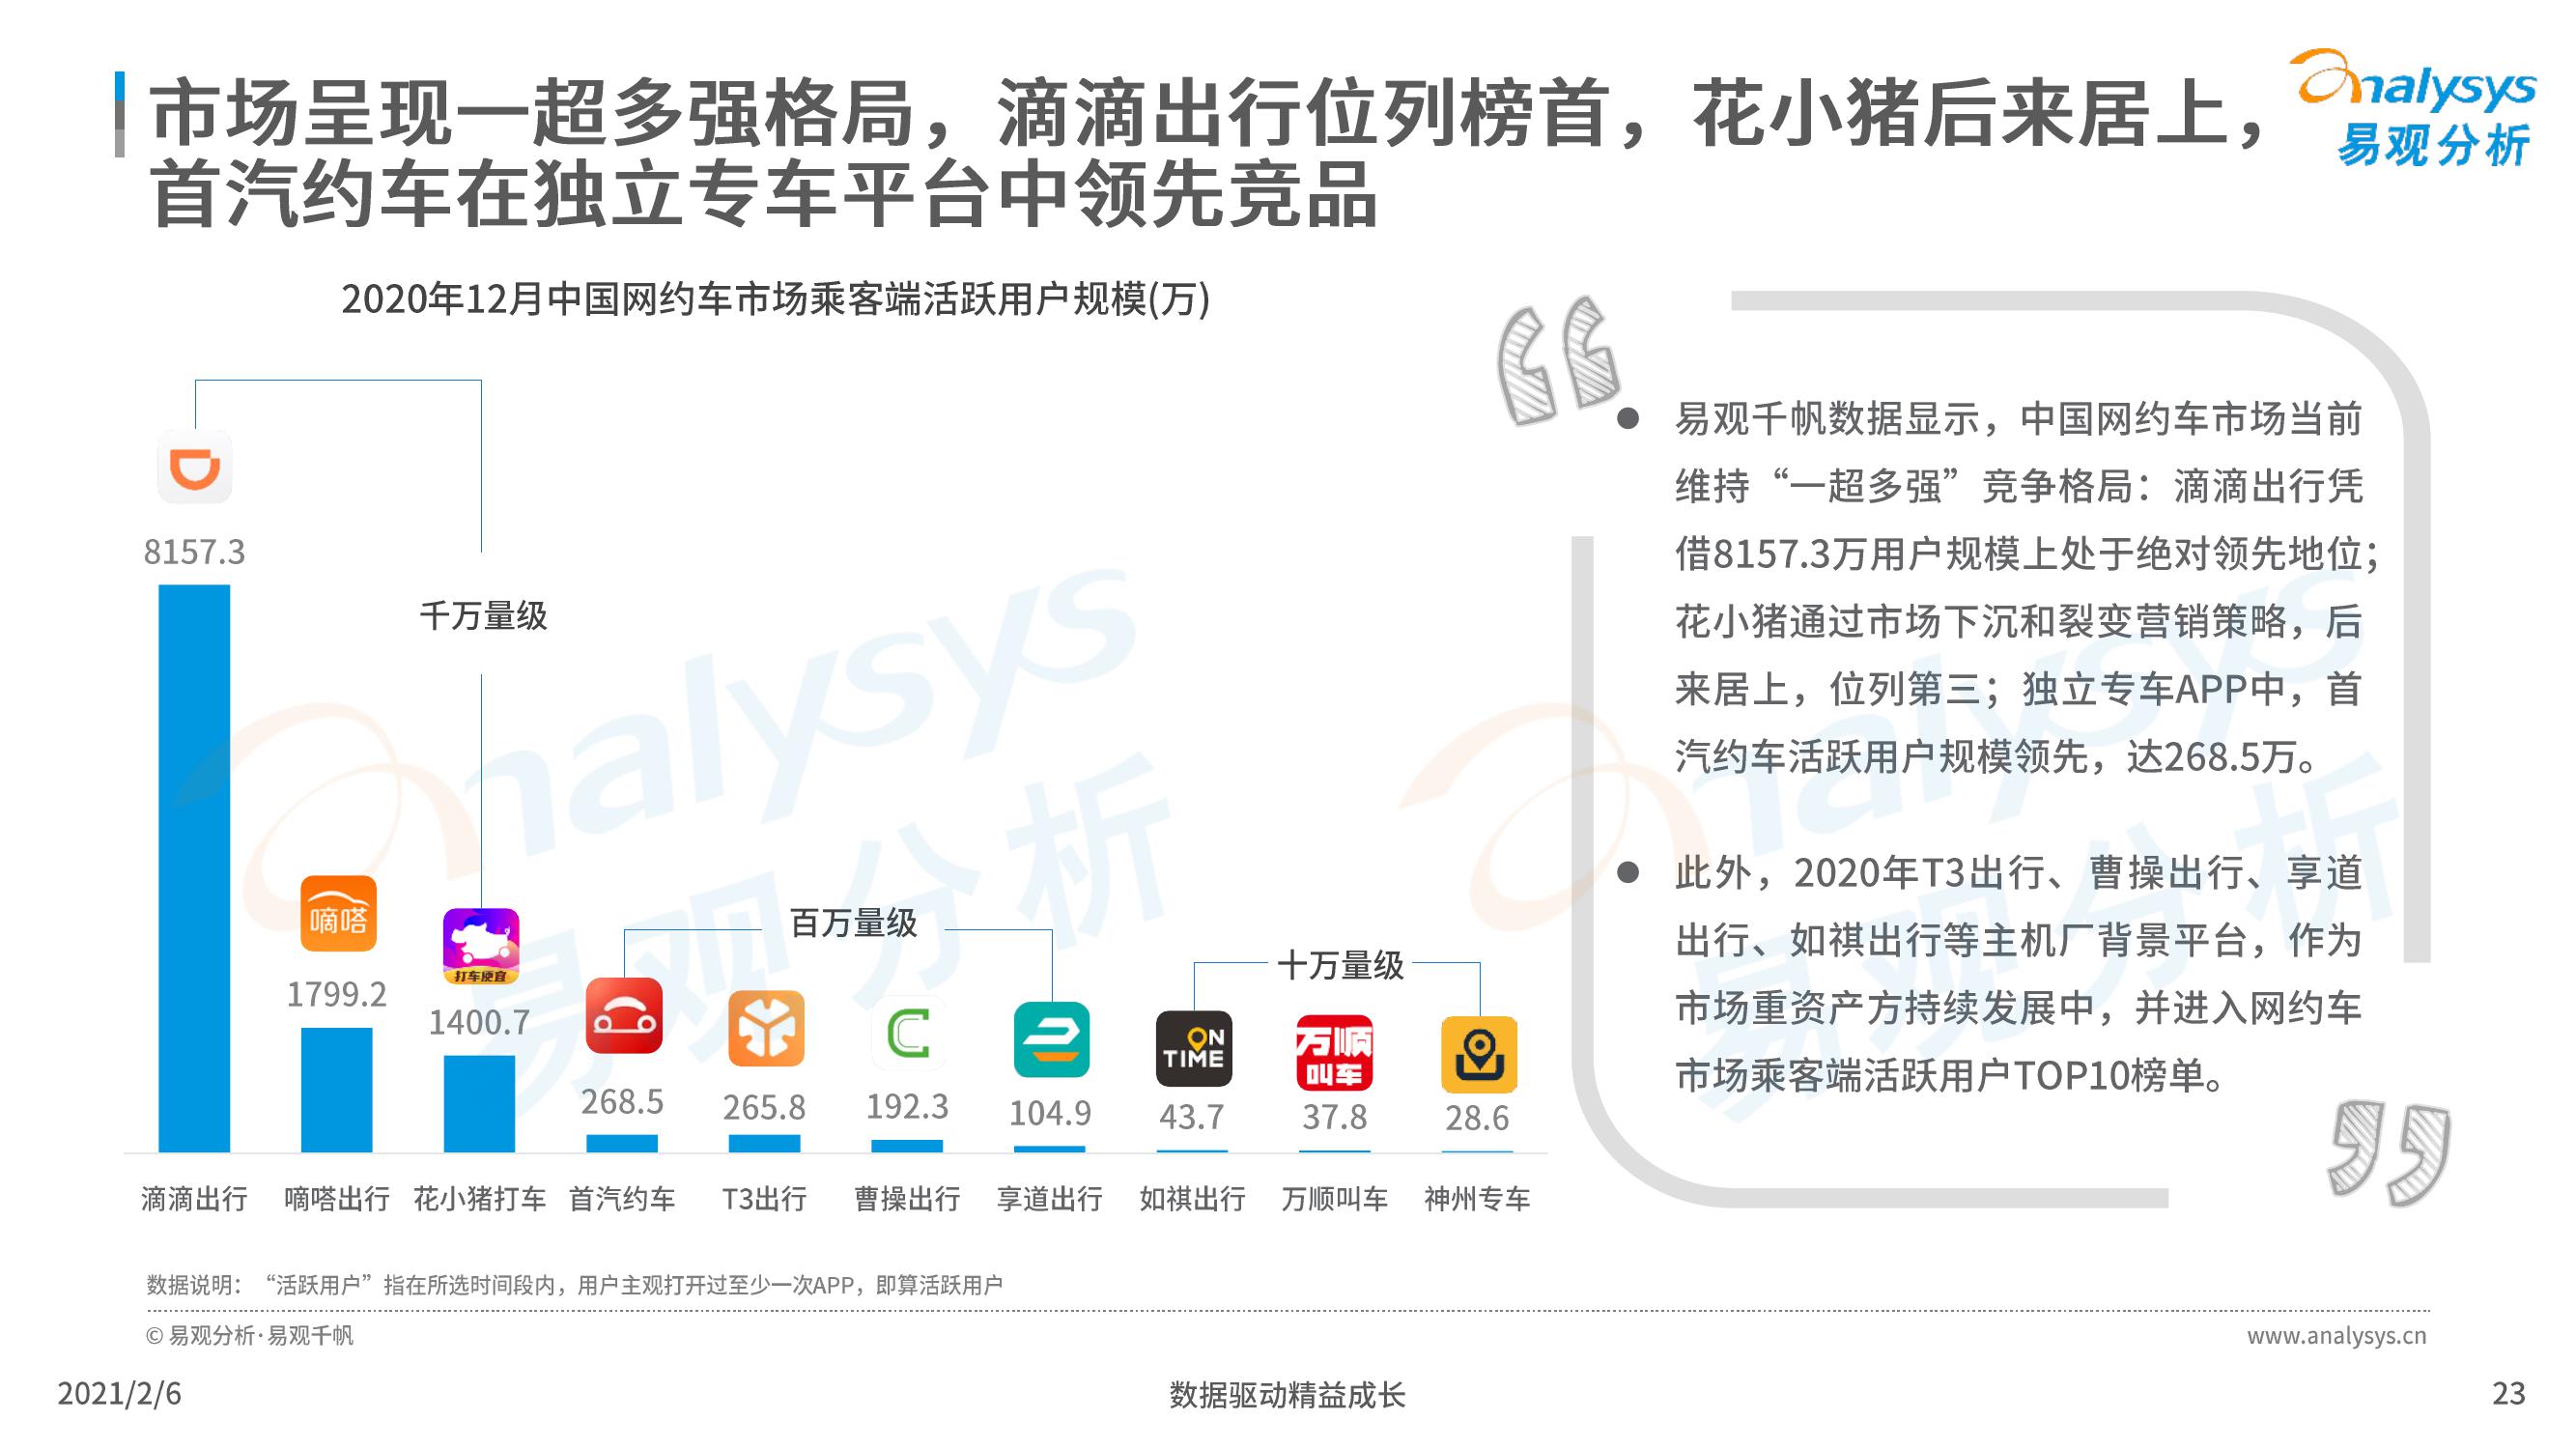 市场呈现一超多强格局，滴滴出行位列榜首，花小猪后来居上，
首汽约车在独立专车平台中领先竞品
analysys
易观分析
2020年12月中国网约车市场乘客端活跃用户规模(万)
8157.3
千万量级
嘀嗒
1799.2
打车便宜
1400.7
百万量级
268.5
265.8
192.3
104.9
十万量级
ON
TIME
43.7
万顺
叫车
37.8
28.6
滴滴出行 嘀嗒出行 花小猪打车 首汽约车 T3出行 曹操出行 享道出行 如祺出行 万顺叫车 神州专车
易观千帆数据显示，中国网约车市场当前
维持“一超多强”竞争格局：滴滴出行凭
借8157.3万用户规模上处于绝对领先地位；
花小猪通过市场下沉和裂变营销策略，后
来居上，位列第三；独立专车APP中，首
汽约车活跃用户规模领先，达268.5万。
此外，2020年T3出行、曹操出行、享道
出行、如祺出行等主机厂背景平台，作为
市场重资产方持续发展中，并进入网约车
市场乘客端活跃用户TOP10榜单。
analysys
易观分析
analysys
易观分析
数据说明：“活跃用户”指在所选时间段内，用户主观打开过至少一次APP，即算活跃用户
© 易观分析·易观千帆
www.analysys.cn
2021/2/6
数据驱动精益成长
23